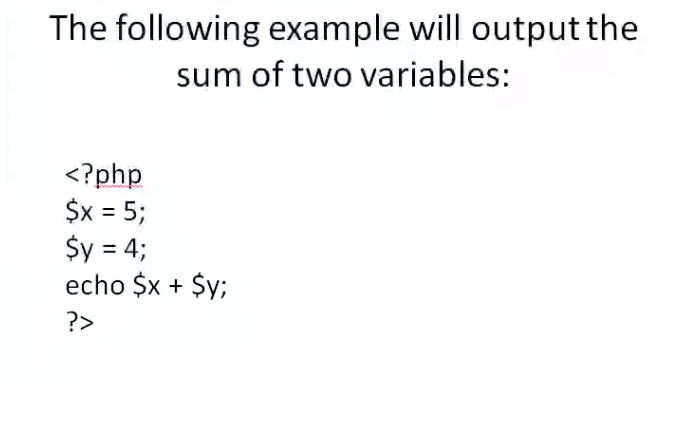 The following example will output the
sum of two variables:
<?php
$x = 5;
$y = 4;
echo $x + $y;
?>